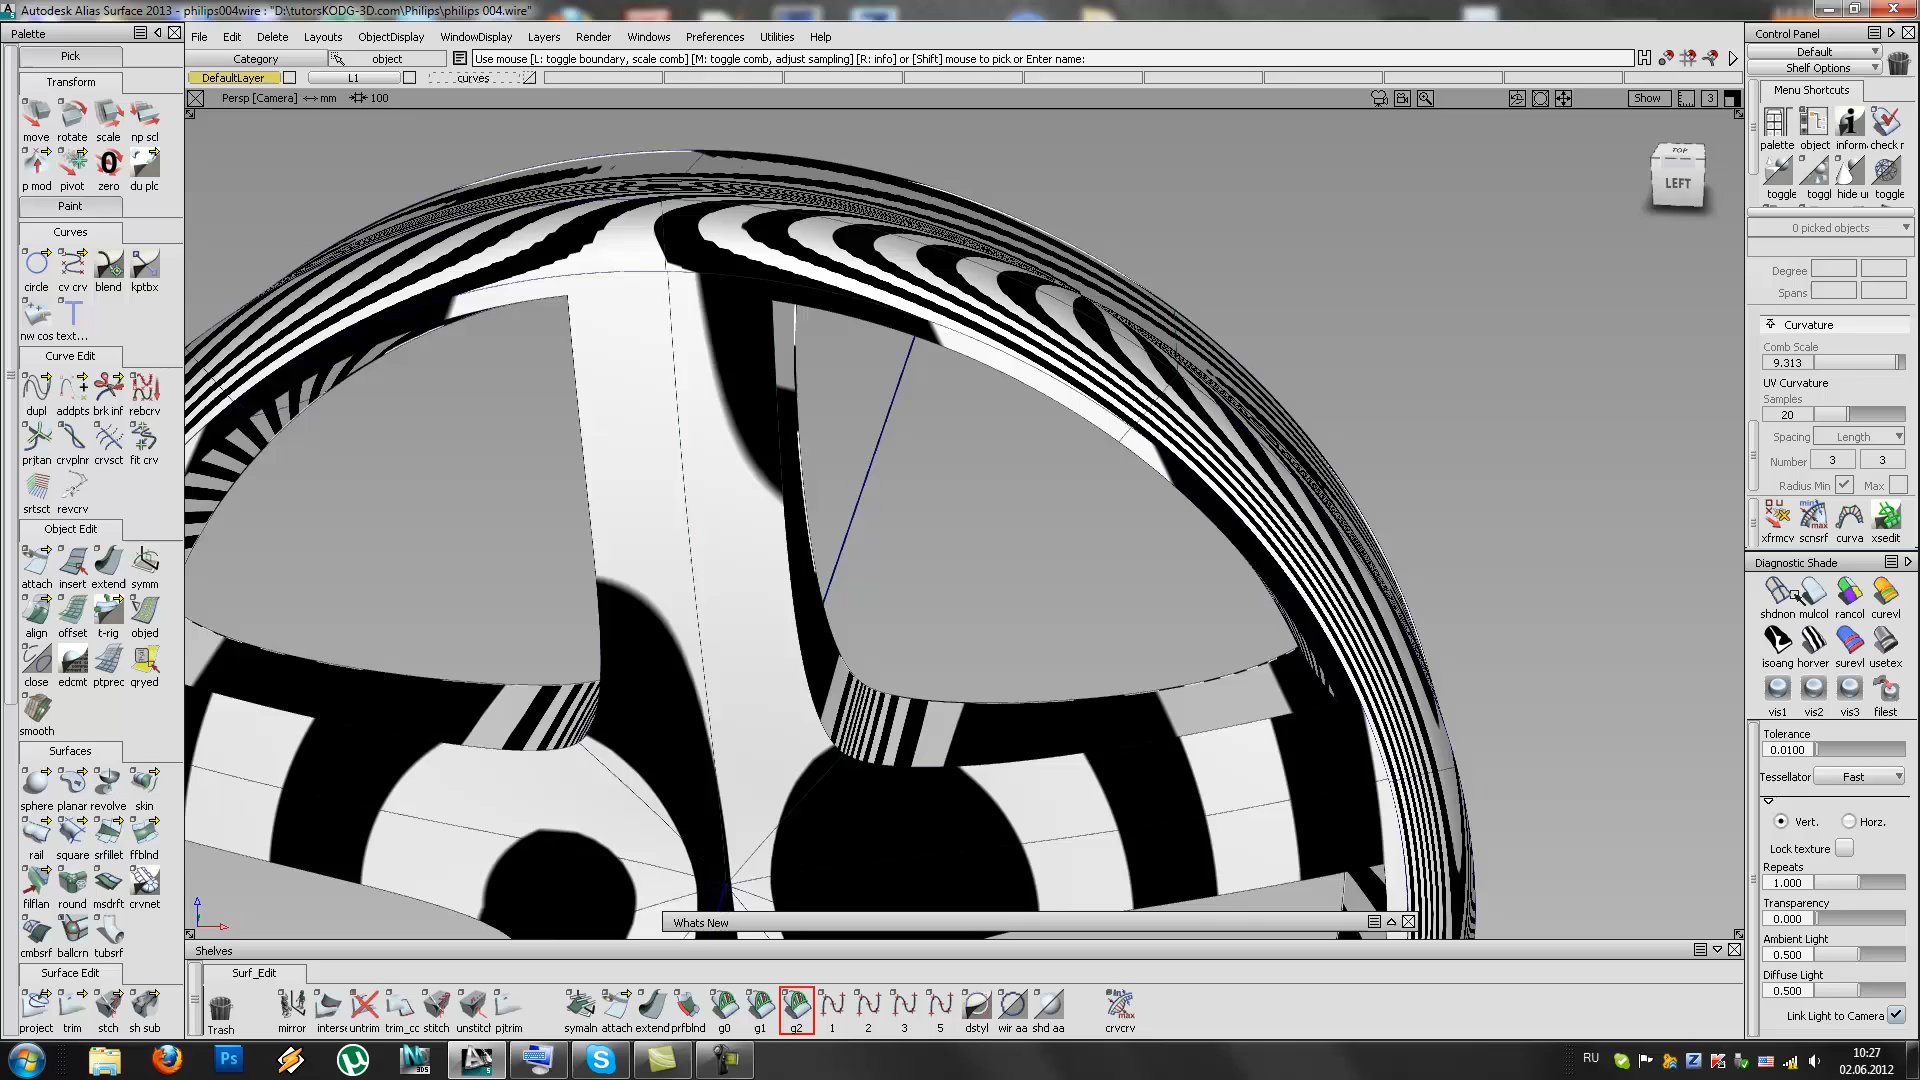 Autodesk Alias Surface 2013 - philips004wire : "D:\tutorsKODG-3D.com\Philips\philips 004.wire"
Palette
File Edit Delete Layouts ObjectDisplay WindowDisplay Layers Render Windows Preferences Utilities Help
Control Panel
Pick
Category object Use mouse [L: toggle boundary, scale comb] [M: toggle comb, adjust sampling] [R: info] or [Shift] mouse to pick or Enter name:
Default
Shelf Options
DefaultLayer L1 curves
Transform
Persp [Camera] mm 100 Show 3
Menu Shortcuts
move rotate scale np scl
palette object inform check r
p mod pivot zero du plc
toggle toggl hide u toggle
TOP
LEFT
Paint
0 picked objects
Curves
Degree
circle cv crv blend kptbx
Spans
nw cos text...
Curvature
Comb Scale
9.313
Curve Edit
UV Curvature
Samples
dupl addpts brk inf rebcrv
20
Spacing Length
prjtan crvplnr crvsct fit crv
Number 3 3
Radius Min Max
srtsct revcrv
xfrmcv scnsrf curva xsedit
Object Edit
Diagnostic Shade
attach insert extend symm
shdnon mulcol rancol curevl
align offset t-rig objed
isoang horver surevl usetex
close edcmt ptprec qryed
vis1 vis2 vis3 filest
smooth
Tolerance
0.0100
Surfaces
Tessellator Fast
sphere planar revolve skin
Vert. Horz.
Lock texture
rail square srfillet ffblnd
Repeats
1.000
filflan round msdrft crvnet
Transparency
0.000
Whats New
Ambient Light
0.500
cmbsrf ballcrn tubsrf
Shelves
Surface Edit
Surf_Edit
Diffuse Light
0.500
project trim stch sh sub
Trash mirror interse untrim trim_cc stitch unstitcl pjtrim symaln attach extend prfblnd g0 g1 g2 1 2 3 5 dstyl wir aa shd aa crvcrv
Link Light to Camera
RU
10:27
02.06.2012